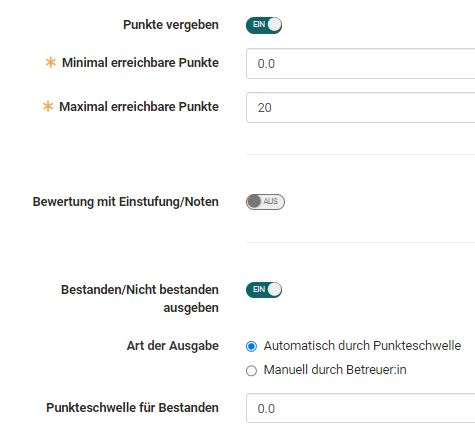 Punkte vergeben EIN
* Minimal erreichbare Punkte 0.0
* Maximal erreichbare Punkte 20
Bewertung mit Einstufung/Noten AUS
Bestanden/Nicht bestanden EIN
ausgeben
Art der Ausgabe Automatisch durch Punkteschwelle
Manuell durch Betreuer:in
Punkteschwelle für Bestanden 0.0